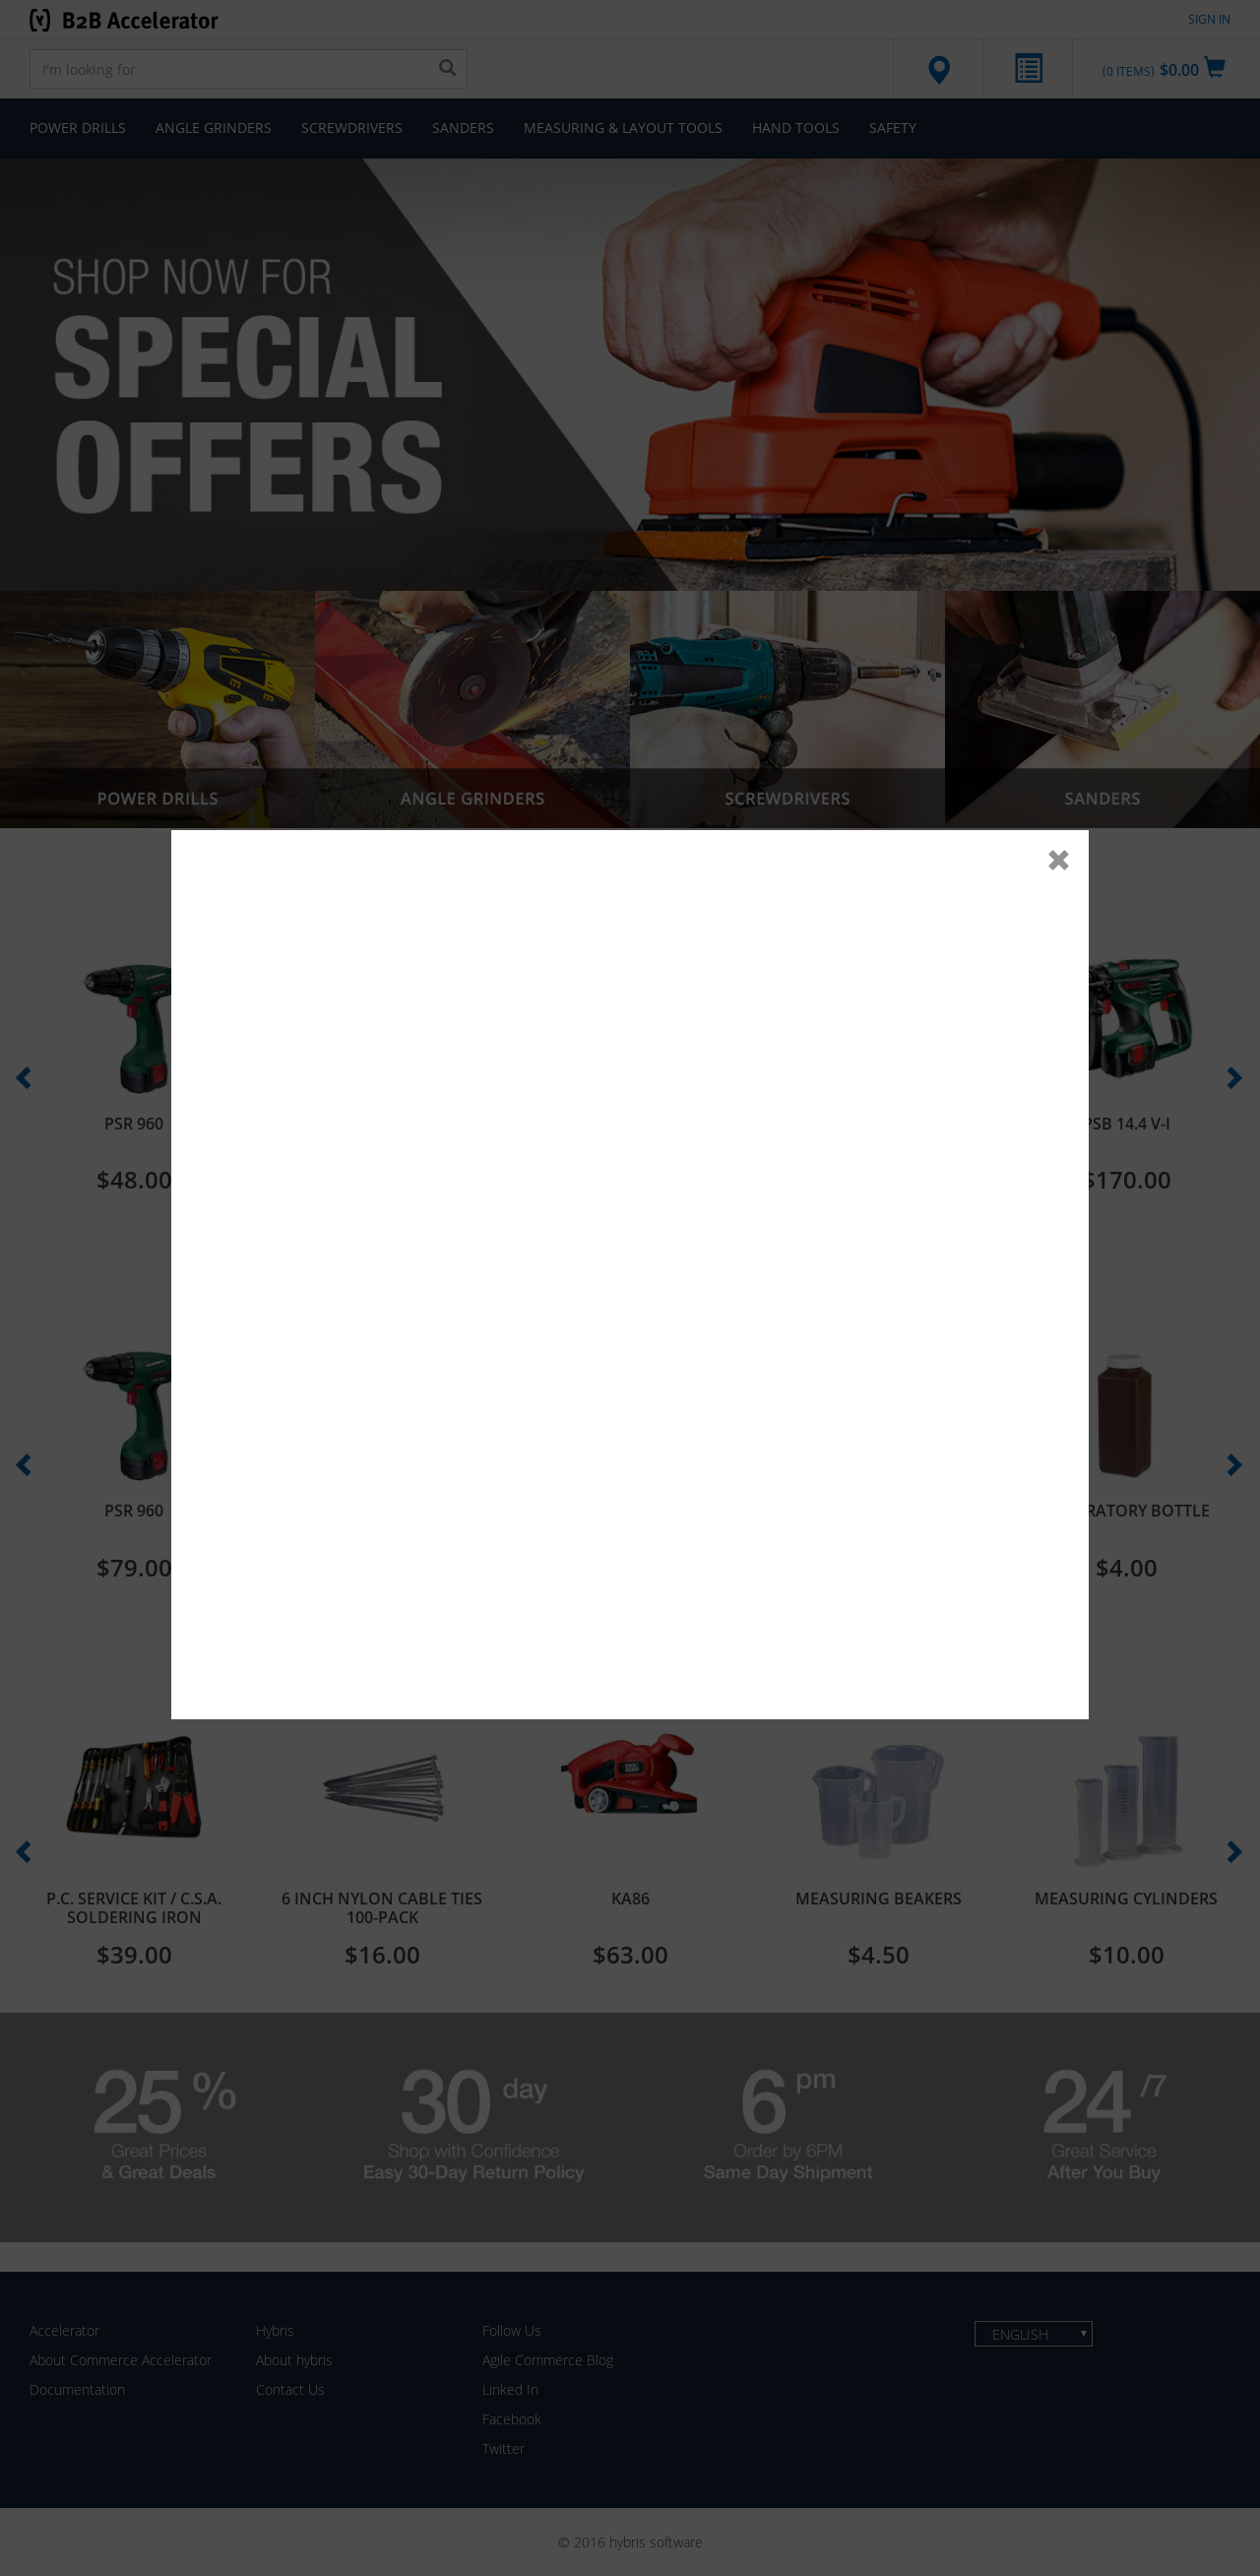 B2B Accelerator
SIGN IN
I'm looking for
(0 ITEMS) $0.00
POWER DRILLS ANGLE GRINDERS SCREWDRIVERS SANDERS MEASURING & LAYOUT TOOLS HAND TOOLS SAFETY
SHOP NOW FOR
SPECIAL
OFFERS
POWER DRILLS ANGLE GRINDERS SCREWDRIVERS SANDERS
PSR 960 PSB 14.4 V-I
$48.00 $170.00
PSR 960 RATORY BOTTLE
$79.00 $4.00
P.C. SERVICE KIT / C.S.A.
SOLDERING IRON
$39.00
6 INCH NYLON CABLE TIES
100-PACK
$16.00
KA86
$63.00
MEASURING BEAKERS
$4.50
MEASURING CYLINDERS
$10.00
25 %
Great Prices
& Great Deals
30 day
Shop with Confidence
Easy 30-Day Return Policy
6 pm
Order by 6PM
Same Day Shipment
24 /7
Great Service
After You Buy
Accelerator
About Commerce Accelerator
Documentation
Hybris
About hybris
Contact Us
Follow Us
Agile Commerce Blog
Linked In
Facebook
Twitter
ENGLISH
© 2016 hybris software